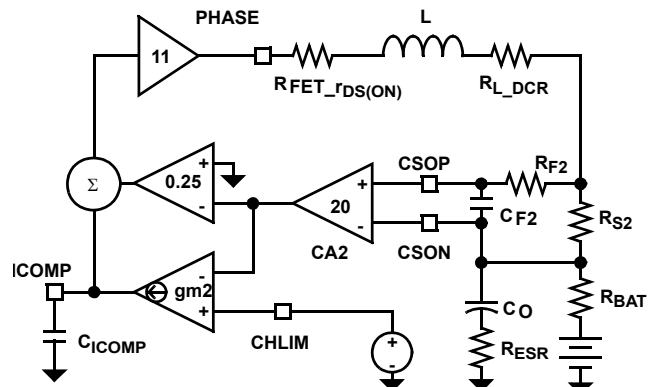 PHASE
L
11
RFET_rDS(ON)
RL_DCR
Σ
0.25
+
-
20
+
-
CA2
CSOP
CSON
RF2
CF2
RS2
ICOMP
gm2
-
+
CICOMP
CHLIM
+
-
CO
RESR
RBAT